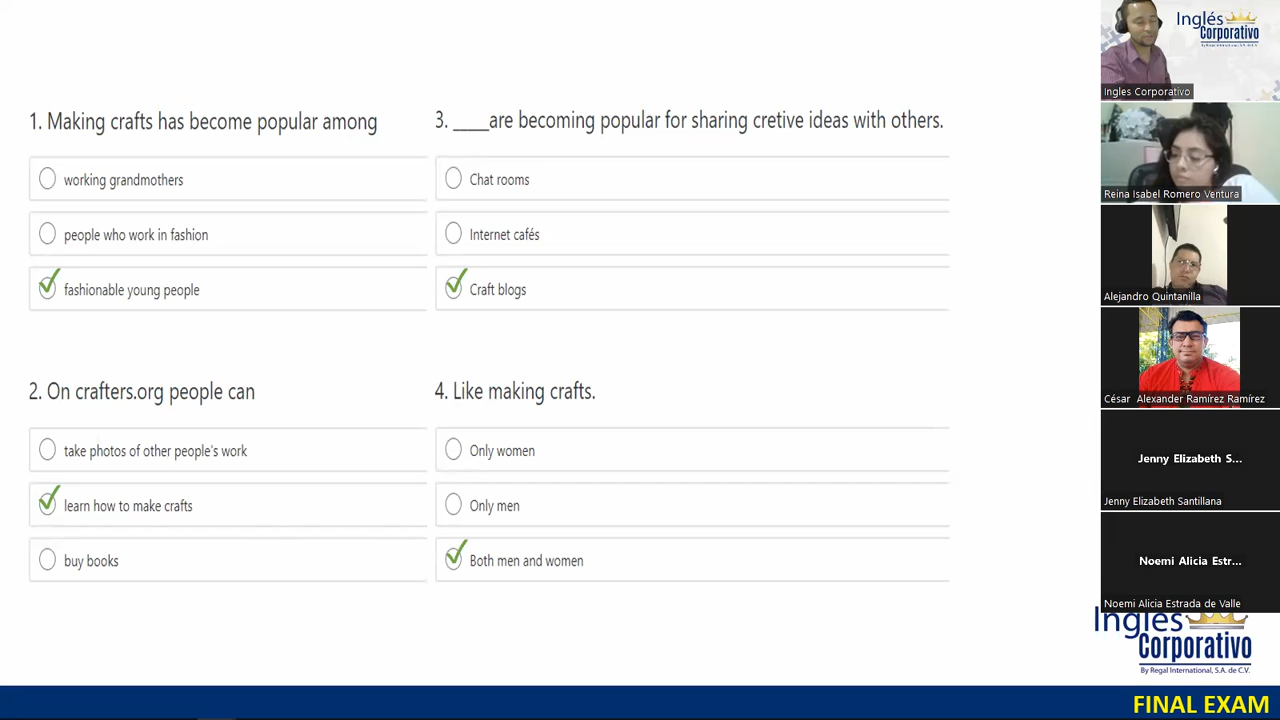 1. Making crafts has become popular among
working grandmothers
people who work in fashion
fashionable young people
2. On crafters.org people can
take photos of other people's work
learn how to make crafts
buy books
3. ____are becoming popular for sharing cretive ideas with others.
Chat rooms
Internet cafés
Craft blogs
4. Like making crafts.
Only women
Only men
Both men and women
Inglés
Corporativo
By Regal International, S.A. de C.V.
Ingles Corporativo
Reina Isabel Romero Ventura
Alejandro Quintanilla
César Alexander Ramírez Ramírez
Jenny Elizabeth S...
Jenny Elizabeth Santillana
Noemi Alicia Estr...
Noemi Alicia Estrada de Valle
Inglés
Corporativo
By Regal International, S.A. de C.V.
FINAL EXAM